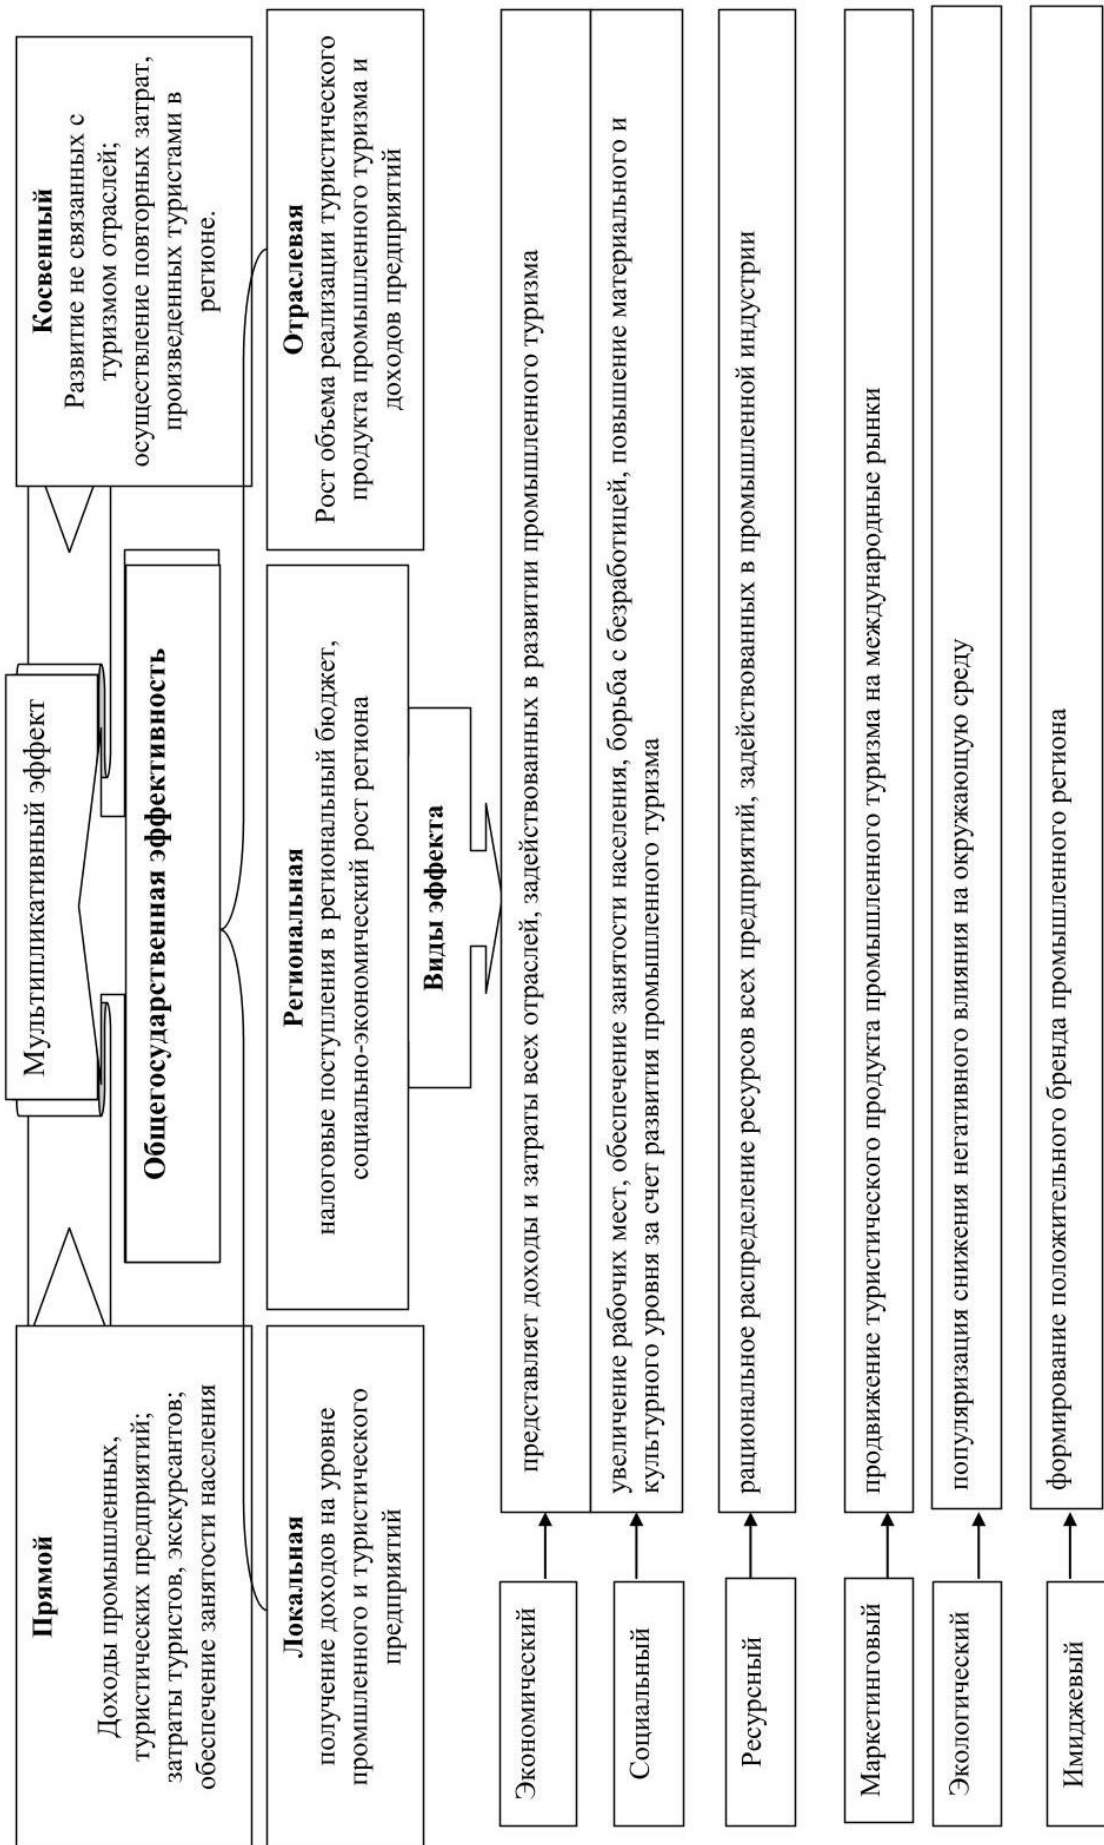 Мультипликативный эффект
Прямой
Доходы промышленных,
туристических предприятий;
затраты туристов, экскурсантов;
обеспечение занятости населения
Косвенный
Развитие не связанных с
туризмом отраслей;
осуществление повторных затрат,
произведенных туристами в
регионе.
Общегосударственная эффективность
Локальная
получение доходов на уровне
промшленного и туристического
предприятий
Региональная
налоговые поступления в региональный бюджет,
социально-экономический рост региона
Отраслевая
Рост объема реализации туристического
продукта промышленного туризма и
доходов предприятий
Виды эффекта
Экономический
представляет доходы и затраты всех отраслей, задействованных в развитии промышленного туризма
Социальный
увеличение рабочих мест, обеспечение занятости населения, борьба с безработицей, повышение материального и
культурного уровня за счет развития промышленного туризма
Ресурсный
рациональное распределение ресурсов всех предприятий, задействованных в промышленной индустрии
Маркетинговый
продвижение туристического продукта промышленного туризма на международные рынки
Экологический
популяризация снижения негативного влияния на окружающую среду
Имиджевый
формирование положительного бренда промышленного региона